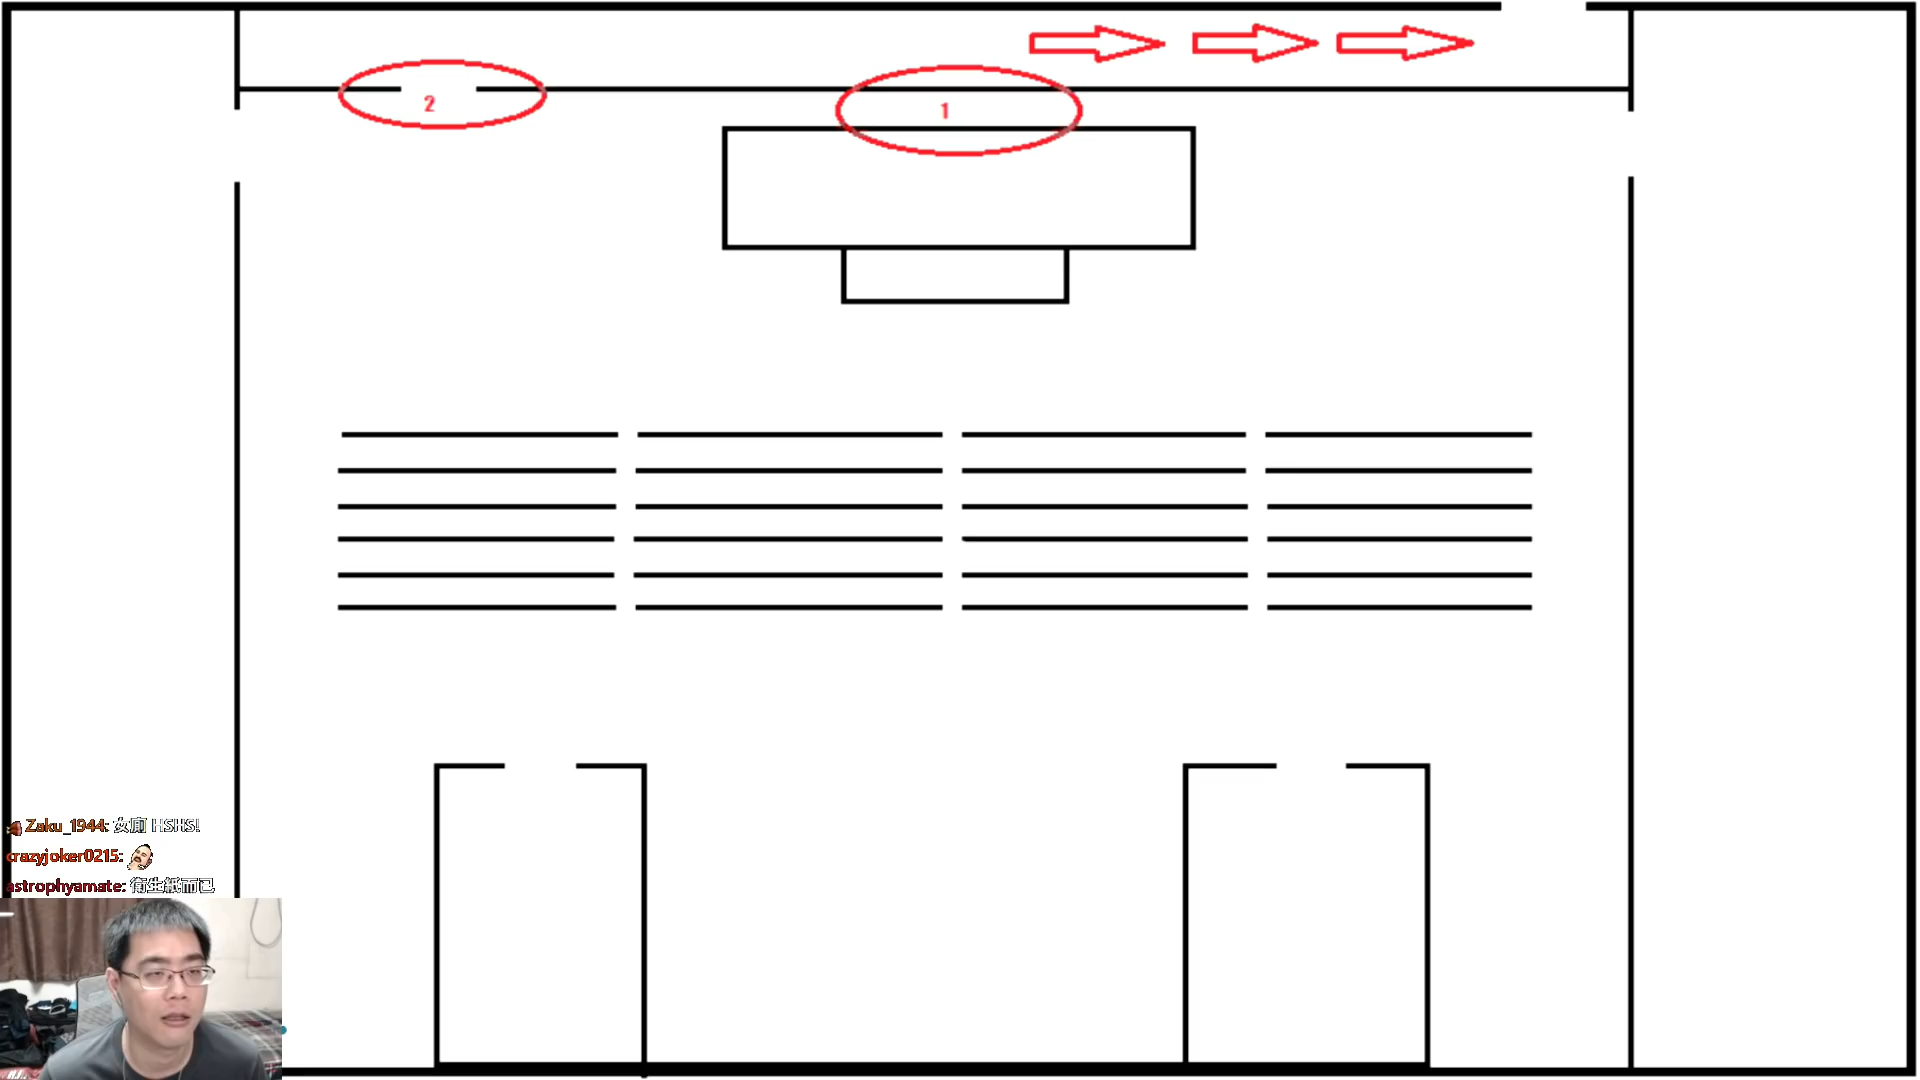 1
2
Zaku_1944: 女廁 HSHS!
crazyjoker0215:
astrophyamate: 衛生紙而已